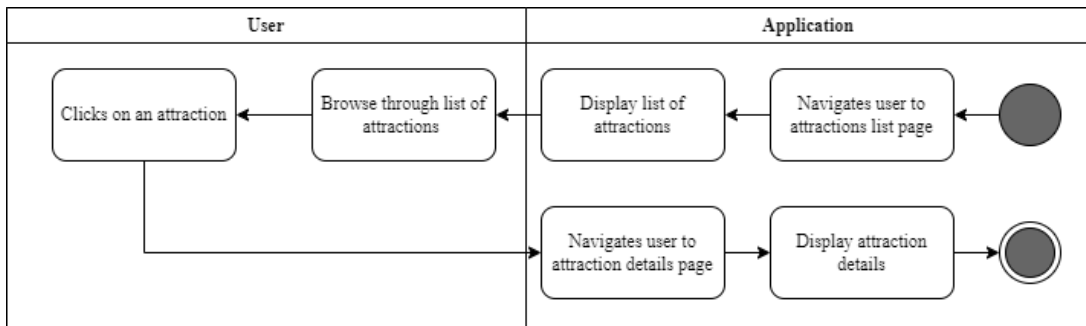 User
Application
Clicks on an attraction
Browse through list of
attractions
Display list of
attractions
Navigates user to
attractions list page
Navigates user to
attraction details page
Display attraction
details